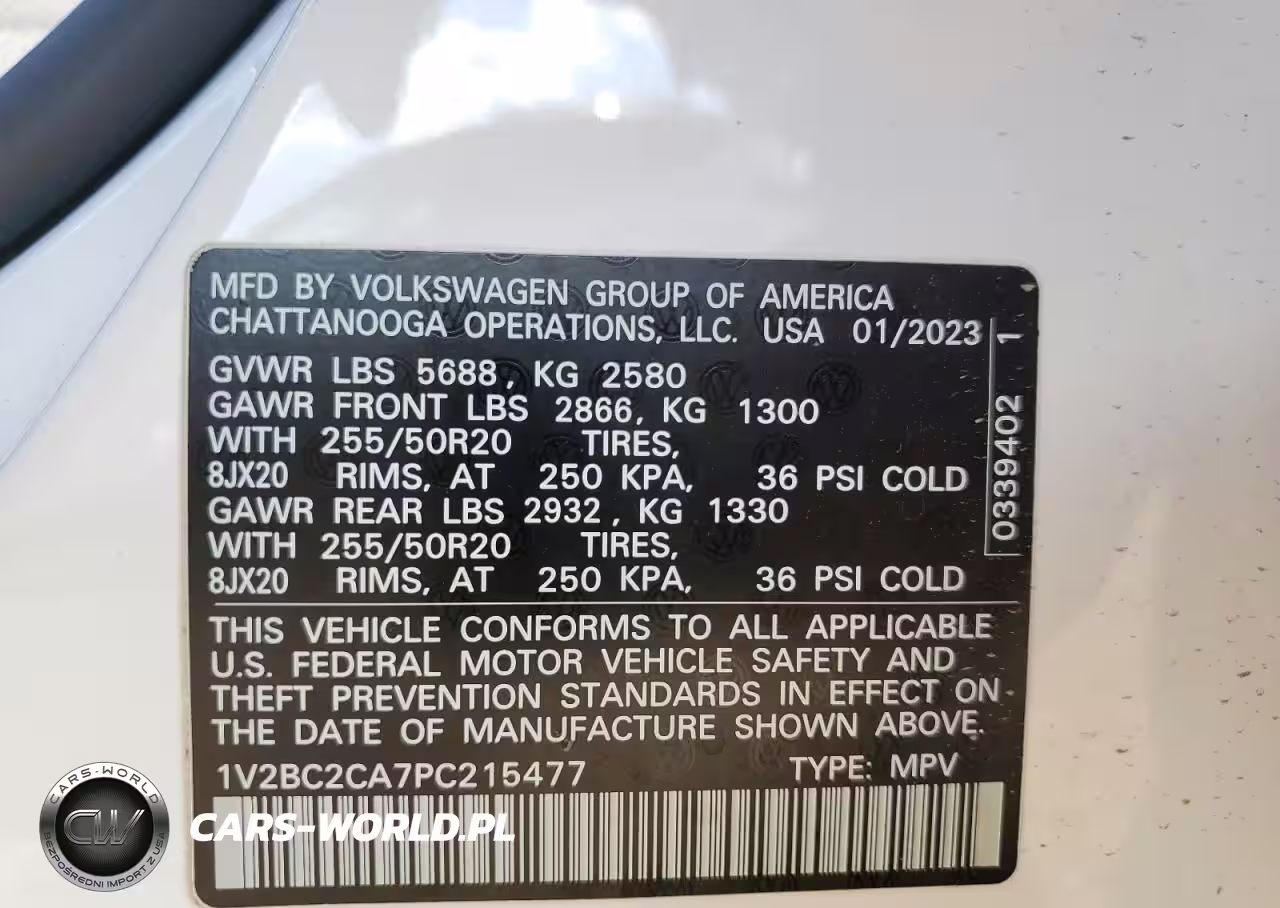 MFD BY VOLKSWAGEN GROUP OF AMERICA
CHATTANOOGA OPERATIONS, LLC. USA 01/2023
GVWR LBS 5688, KG 2580
GAWR FRONT LBS 2866, KG 1300
WITH 255/50R20 TIRES,
8JX20 RIMS, AT 250 KPA, 36 PSI COLD
GAWR REAR LBS 2932, KG 1330
WITH 255/50R20 TIRES,
8JX20 RIMS, AT 250 KPA, 36 PSI COLD
0339402 1
THIS VEHICLE CONFORMS TO ALL APPLICABLE
U.S. FEDERAL MOTOR VEHICLE SAFETY AND
THEFT PREVENTION STANDARDS IN EFFECT ON
THE DATE OF MANUFACTURE SHOWN ABOVE.
1V2BC2CA7PC215477 TYPE: MPV
CARS-WORLD
CW
BEZPOŚREDNI IMPORT Z USA
CARS-WORLD.PL